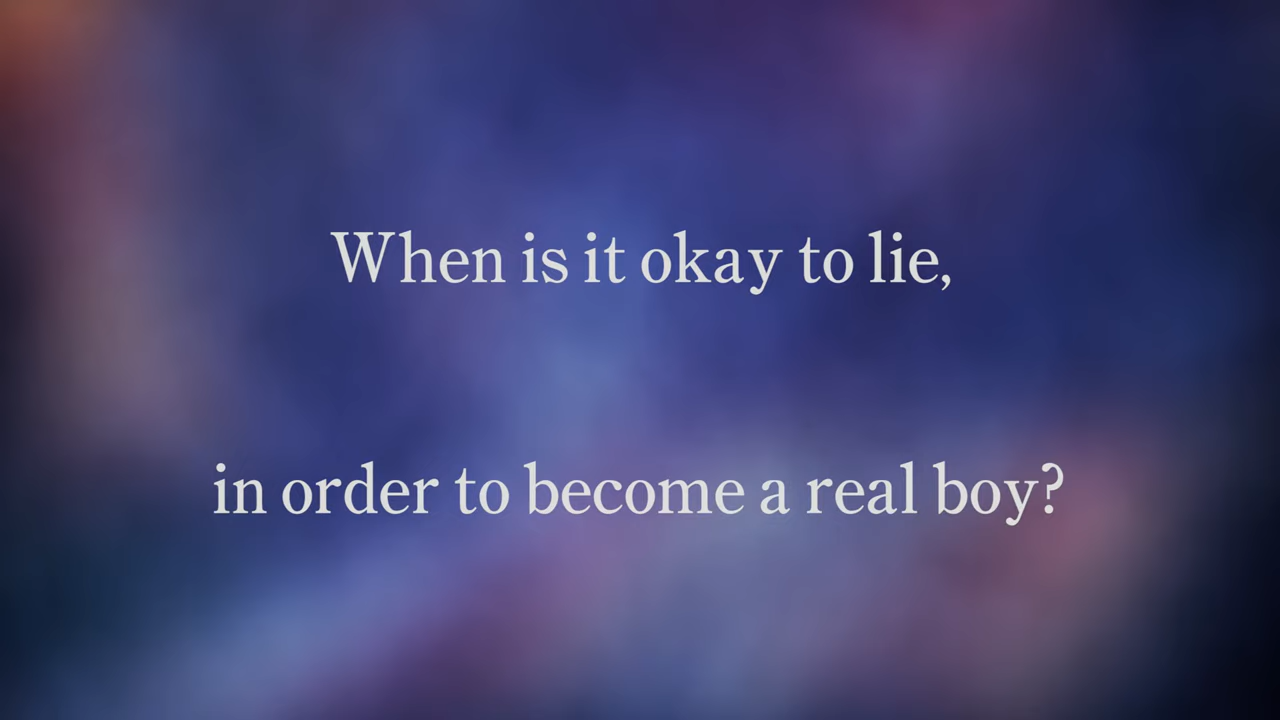 When is it okay to lie,
in order to become a real boy?